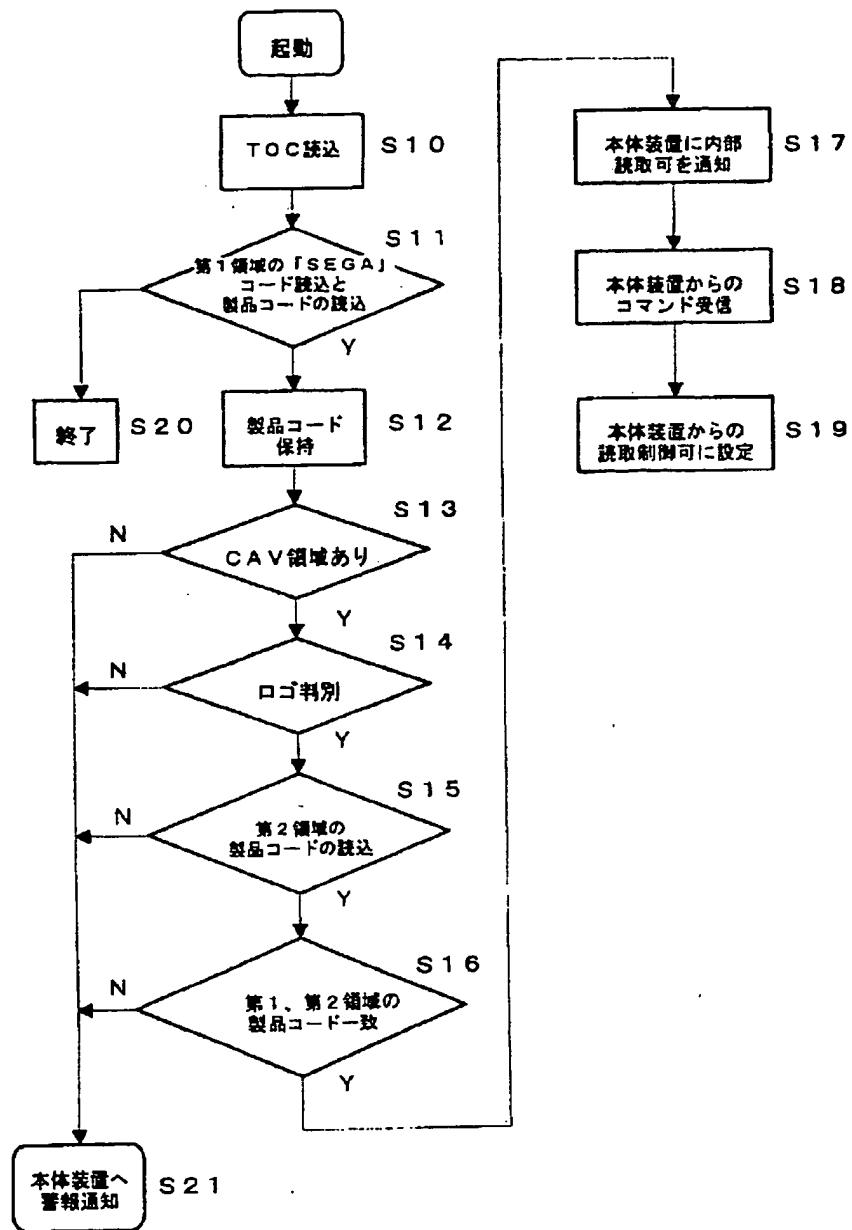 起動
TOC読込
S10
S11
第1領域の「SEGA」
コード読込と
製品コードの読込
Y
終了
S20
製品コード
保持
S12
S13
N
CAV領域あり
Y
S14
N
ロゴ判別
Y
S15
N
第2領域の
製品コードの読込
Y
S16
N
第1、第2領域の
製品コード一致
Y
本体装置へ
警報通知
S21
本体装置に内部
読取可を通知
S17
本体装置からの
コマンド受信
S18
本体装置からの
読取制御可に設定
S19